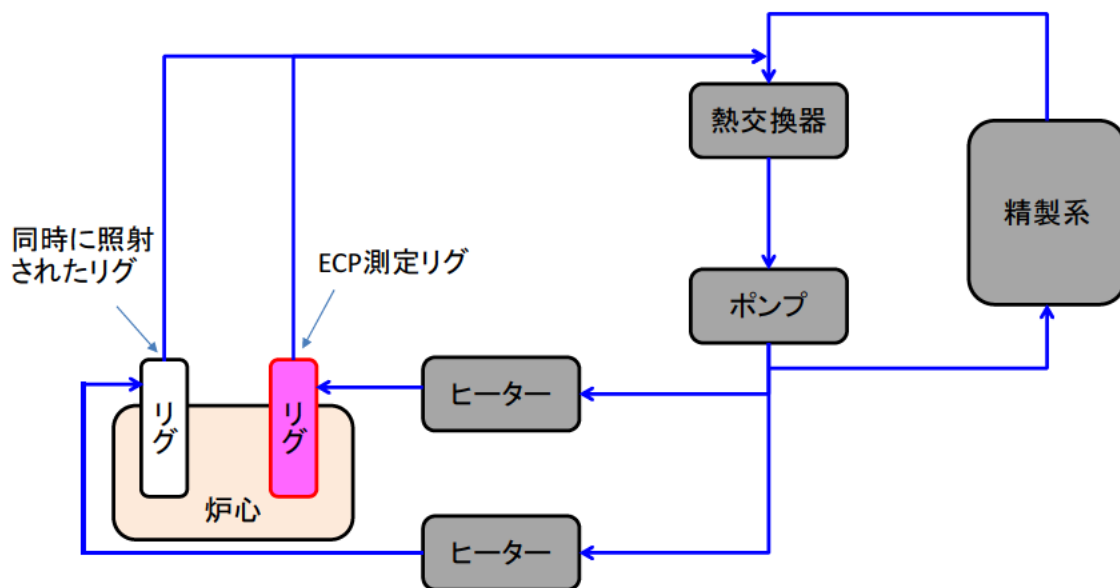 熱交換器
精製系
同時に照射
されたリグ
ECP測定リグ
ポンプ
ヒーター
リグ
リグ
炉心
ヒーター